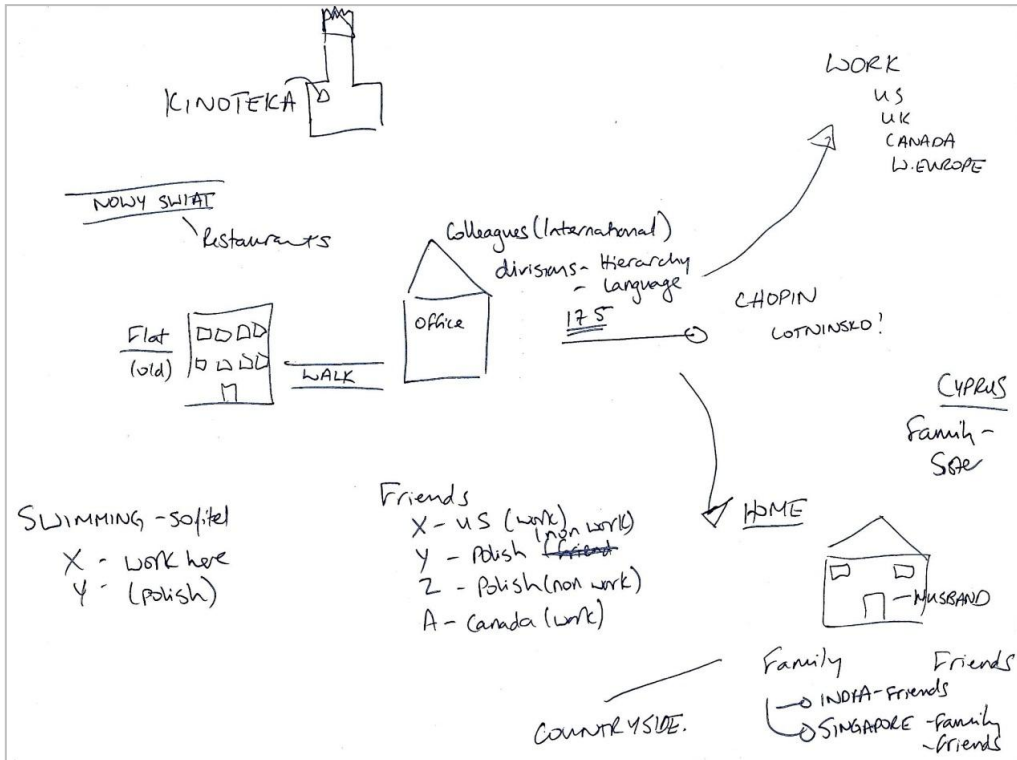 KINOTEKA
NOWY SWIAT
Restaurants
Flat
(old)
WALK
Office
Colleagues (International)
divisions - Hierarchy
- Language
175
WORK
US
UK
CANADA
W. EUROPE
CHOPIN
LOTNINSKO!
CYPRUS
Family -
SWIMMING - Sofitel
X - work here
Y - (polish)
Friends
X - US (work)
Y - Polish (non work)
Z - Polish (non work)
A - Canada (work)
HOME
HUSBAND
Family
Friends
INDIA - Friends
SINGAPORE - Family
- Friends
COUNTRYSIDE.